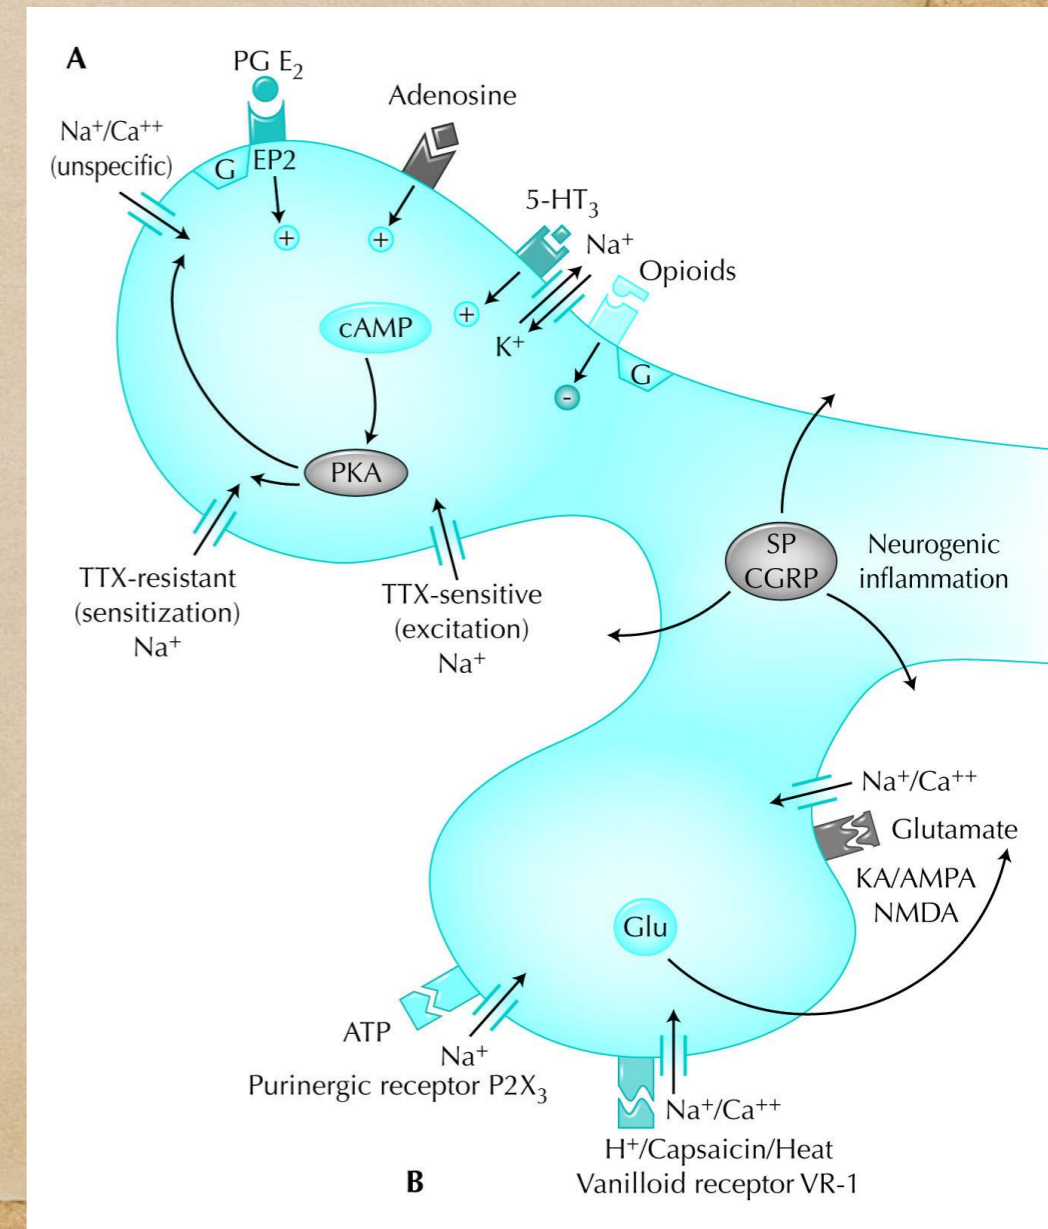 A
PG E₂
Adenosine
Na⁺/Ca⁺⁺
(unspecific)
G
EP2
+
+
5-HT₃
Na⁺
Opioids
+
cAMP
K⁺
G
-
PKA
TTX-resistant
(sensitization)
Na⁺
TTX-sensitive
(excitation)
Na⁺
SP
CGRP
Neurogenic
inflammation
Na⁺/Ca⁺⁺
Glutamate
KA/AMPA
NMDA
Glu
ATP
Na⁺
Purinergic receptor P2X₃
Na⁺/Ca⁺⁺
H⁺/Capsaicin/Heat
Vanilloid receptor VR-1
B